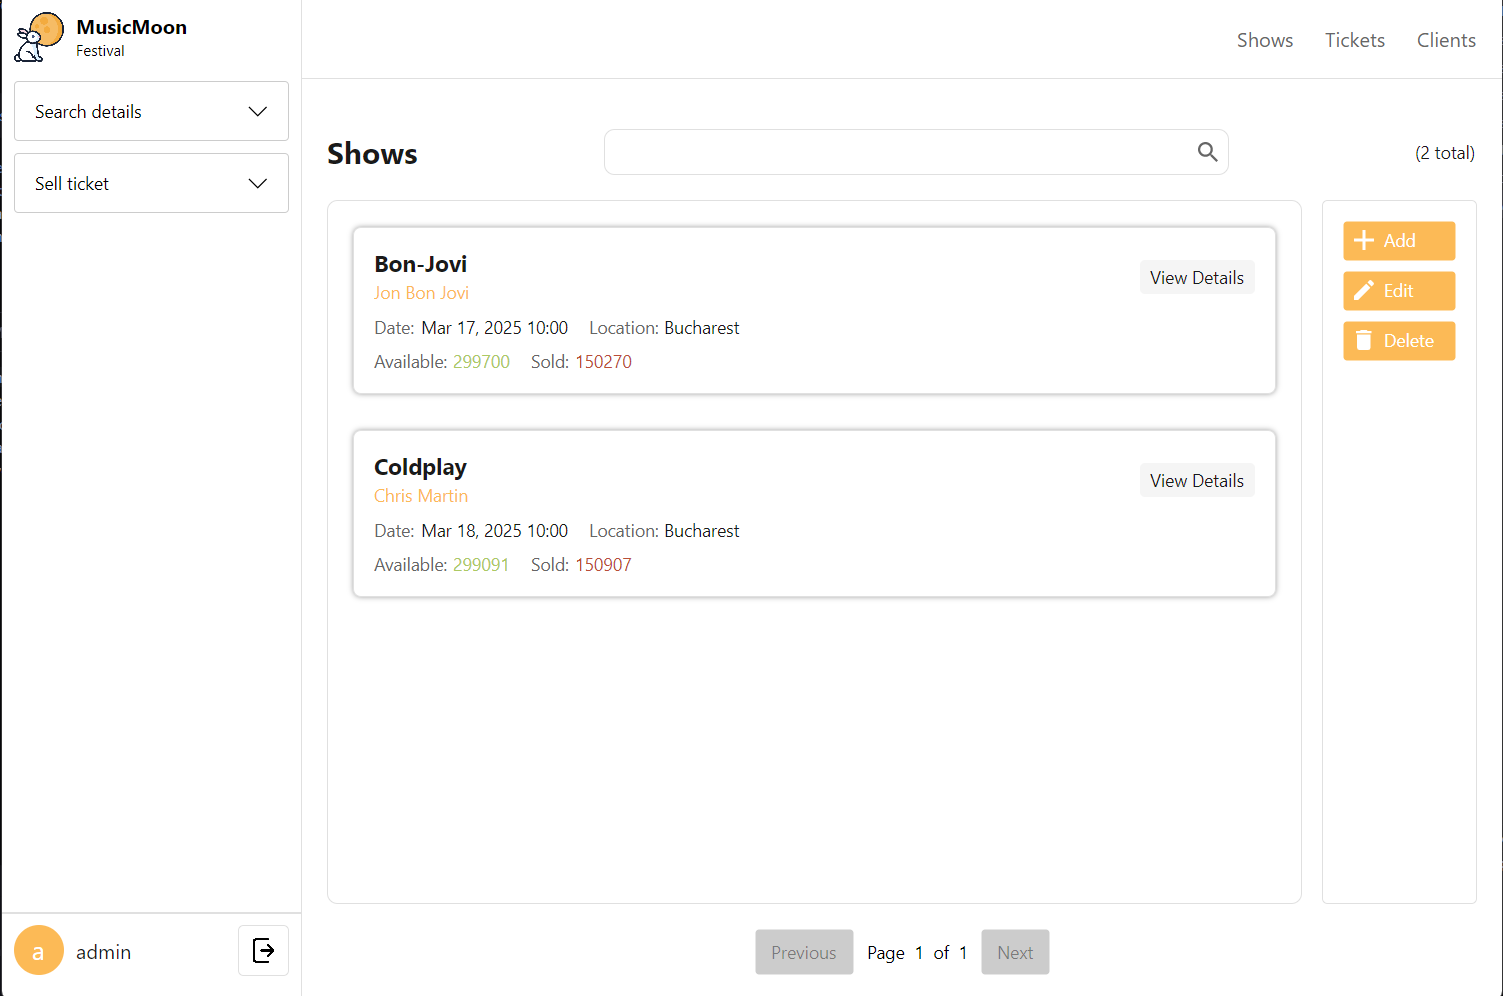 MusicMoon
Festival
Search details
Sell ticket
Shows Tickets Clients
Shows
(2 total)
Bon-Jovi
Jon Bon Jovi
View Details
Date: Mar 17, 2025 10:00 Location: Bucharest
Available: 299700 Sold: 150270
Coldplay
Chris Martin
View Details
Date: Mar 18, 2025 10:00 Location: Bucharest
Available: 299091 Sold: 150907
Add
Edit
Delete
a admin
Previous Page 1 of 1 Next